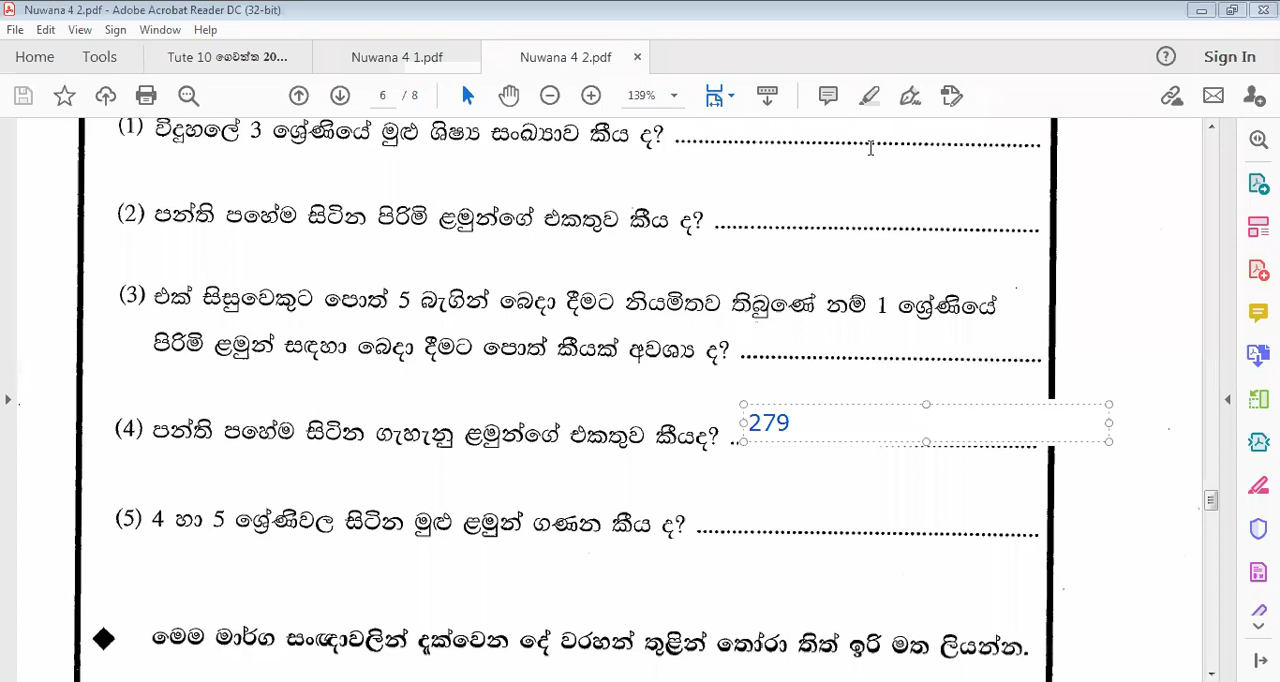 Nuwana 4 2.pdf - Adobe Acrobat Reader DC (32-bit)
File Edit View Sign Window Help
Home Tools Tute 10 ගෙවත්ත 20... Nuwana 4 1.pdf Nuwana 4 2.pdf × ? Sign In
6 / 8 139%
(1) විදුහලේ 3 ශ්‍රේණියේ මුළු ශිෂ්‍ය සංඛ්‍යාව කීය ද? ................................................
(2) පන්ති පහේම සිටින පිරිමි ළමුන්ගේ එකතුව කීය ද? ................................................
(3) එක් සිසුවෙකුට පොත් 5 බැගින් බෙදා දීමට නියමිතව තිබුණේ නම් 1 ශ්‍රේණියේ
පිරිමි ළමුන් සඳහා බෙදා දීමට පොත් කීයක් අවශ්‍ය ද? ................................................
(4) පන්ති පහේම සිටින ගැහැනු ළමුන්ගේ එකතුව කීයද? .. 279 ........................
(5) 4 හා 5 ශ්‍රේණිවල සිටින මුළු ළමුන් ගණන කීය ද? ................................................
◆ මෙම මාර්ග සංඥාවලින් දැක්වෙන දේ වරහන් තුළින් තෝරා තිත් ඉරි මත ලියන්න.